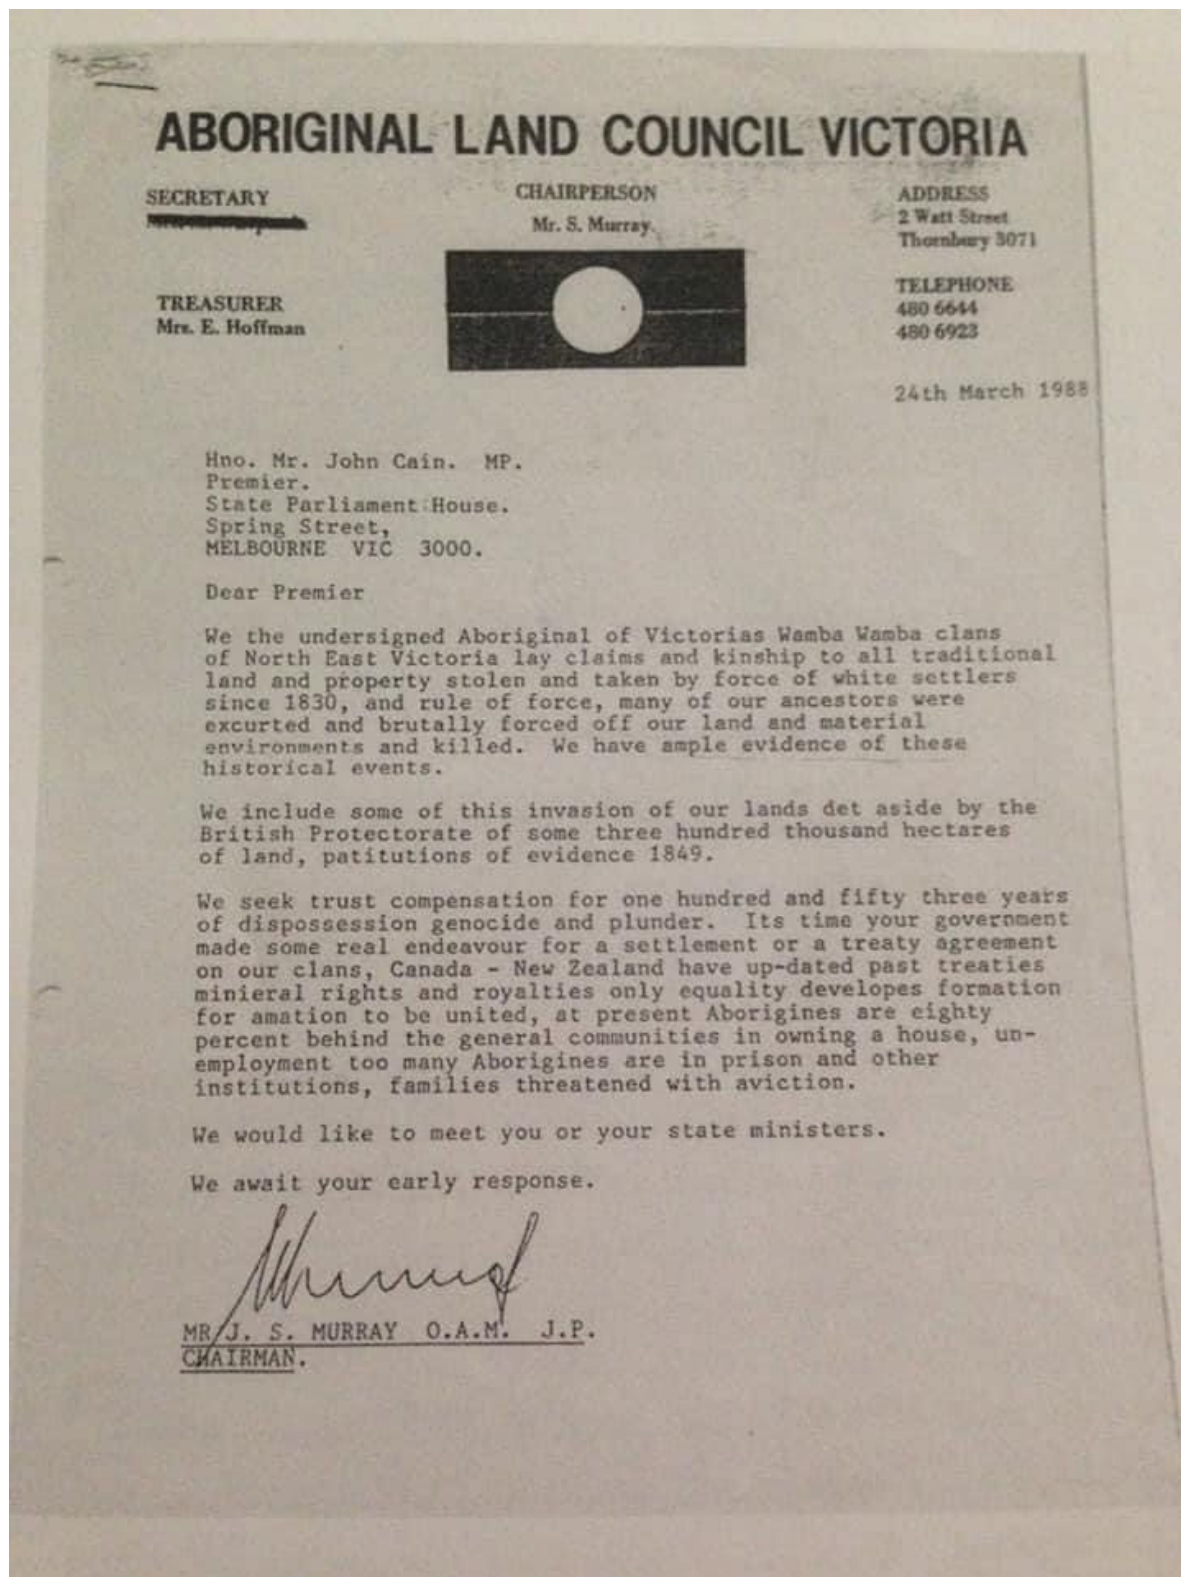 ABORIGINAL LAND COUNCIL VICTORIA
SECRETARY
CHAIRPERSON
Mr. S. Murray
ADDRESS
2 Watt Street
Thornbury 3071
TREASURER
Mrs. E. Hoffman
TELEPHONE
480 6644
480 6923
24th March 1988
Hno. Mr. John Cain. MP.
Premier.
State Parliament House.
Spring Street,
MELBOURNE VIC 3000.
Dear Premier
We the undersigned Aboriginal of Victorias Wamba Wamba clans
of North East Victoria lay claims and kinship to all traditional
land and property stolen and taken by force of white settlers
since 1830, and rule of force, many of our ancestors were
excurted and brutally forced off our land and material
environments and killed. We have ample evidence of these
historical events.
We include some of this invasion of our lands det aside by the
British Protectorate of some three hundred thousand hectares
of land, patitutions of evidence 1849.
We seek trust compensation for one hundred and fifty three years
of dispossession genocide and plunder. Its time your government
made some real endeavour for a settlement or a treaty agreement
on our clans, Canada - New Zealand have up-dated past treaties
minieral rights and royalties only equality developes formation
for amation to be united, at present Aborigines are eighty
percent behind the general communities in owning a house, un-
employment too many Aborigines are in prison and other
institutions, families threatened with aviction.
We would like to meet you or your state ministers.
We await your early response.
MR J. S. MURRAY O.A.M. J.P.
CHAIRMAN.